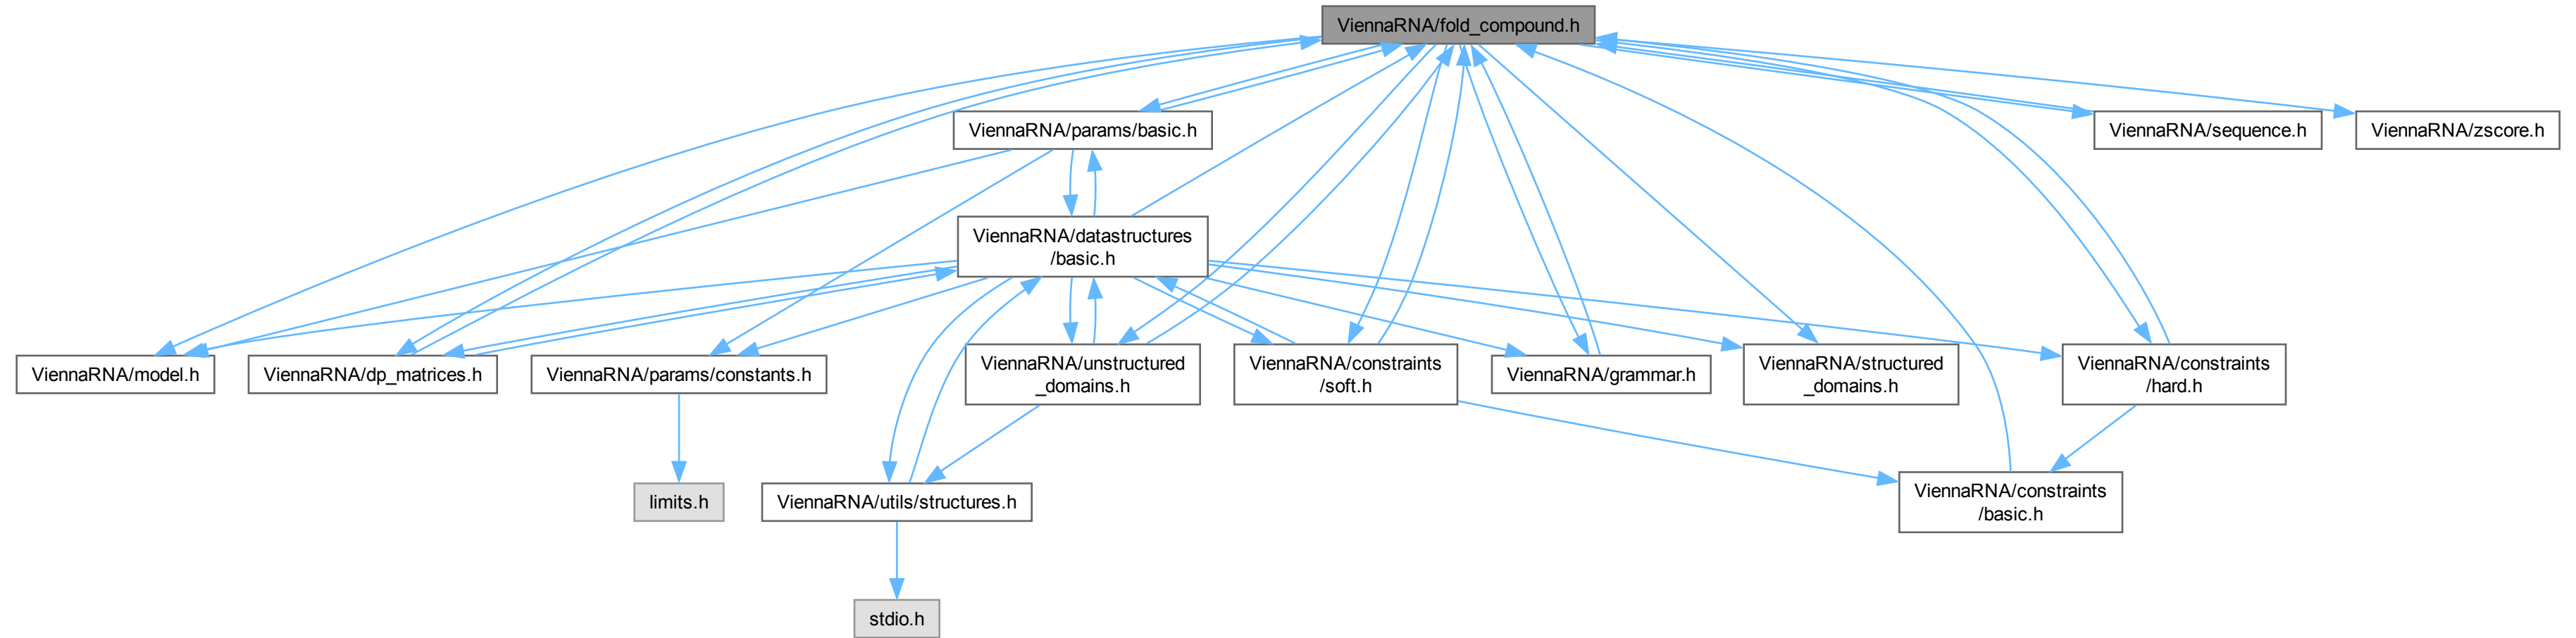 ViennaRNA/fold_compound.h
ViennaRNA/params/basic.h
ViennaRNA/sequence.h
ViennaRNA/zscore.h
ViennaRNA/datastructures
/basic.h
ViennaRNA/model.h
ViennaRNA/dp_matrices.h
ViennaRNA/params/constants.h
ViennaRNA/unstructured
_domains.h
ViennaRNA/constraints
/soft.h
ViennaRNA/grammar.h
ViennaRNA/structured
_domains.h
ViennaRNA/constraints
/hard.h
limits.h
ViennaRNA/utils/structures.h
ViennaRNA/constraints
/basic.h
stdio.h